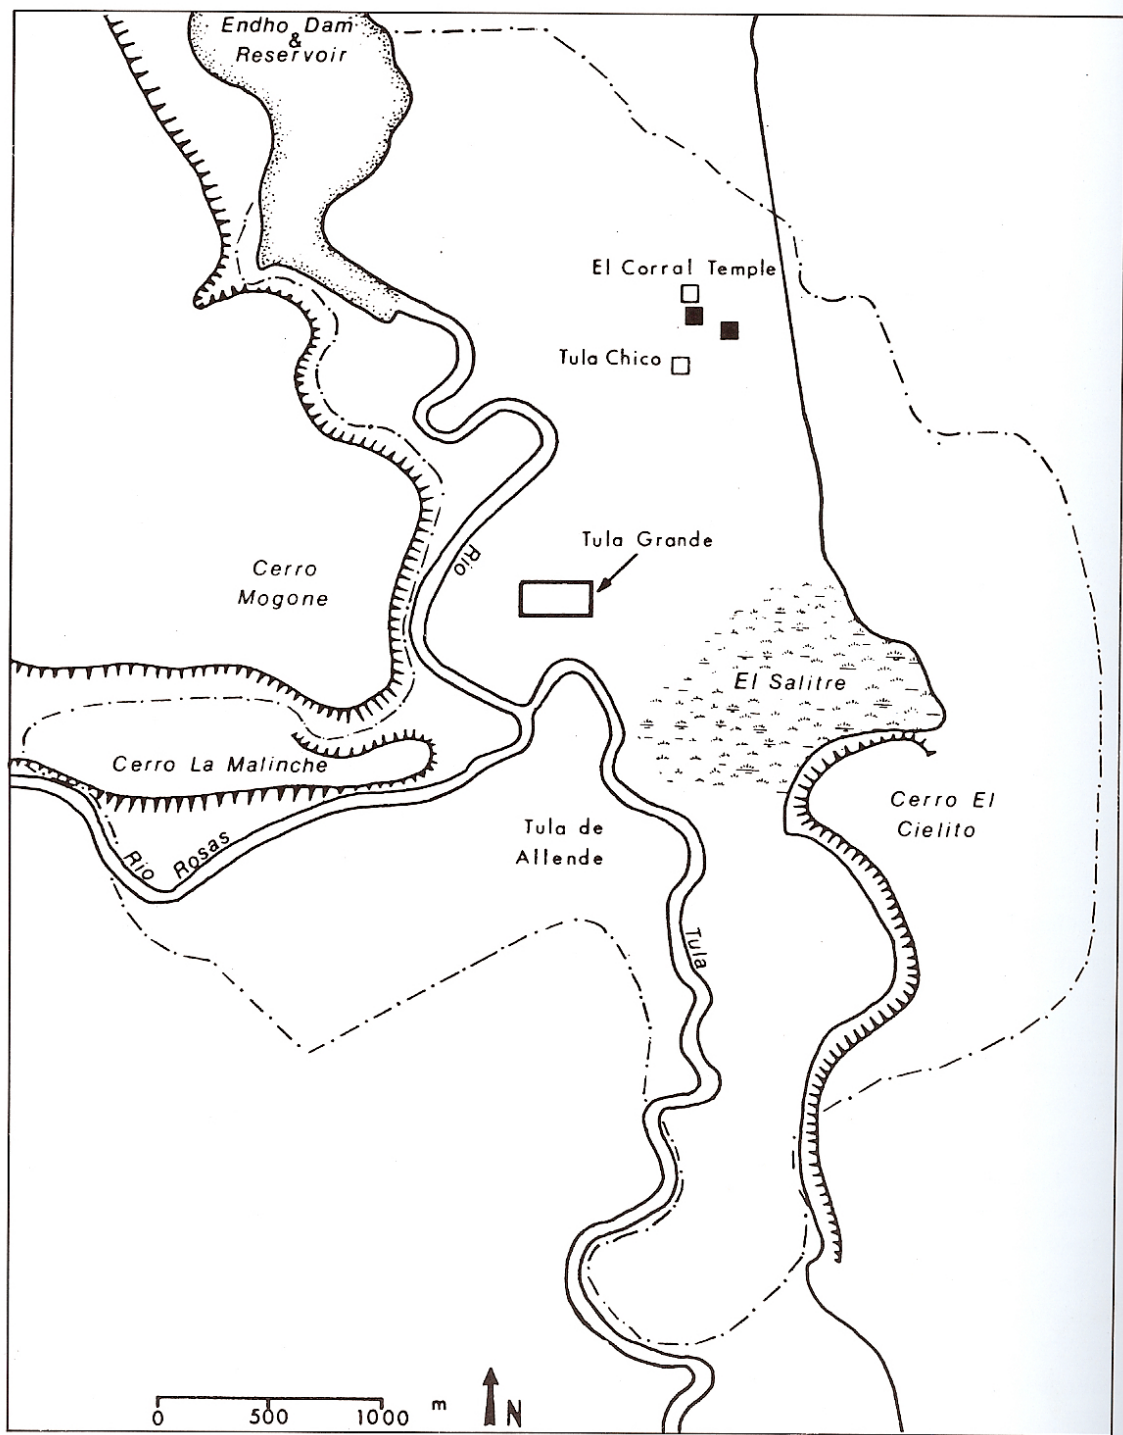 Endho Dam
&
Reservoir
El Corral Temple
Tula Chico
Tula Grande
Rio
Cerro
Mogone
El Salitre
Cerro La Malinche
Cerro El
Cielito
Tula de
Allende
Rio Rosas
Tula
0 500 1000 m
N